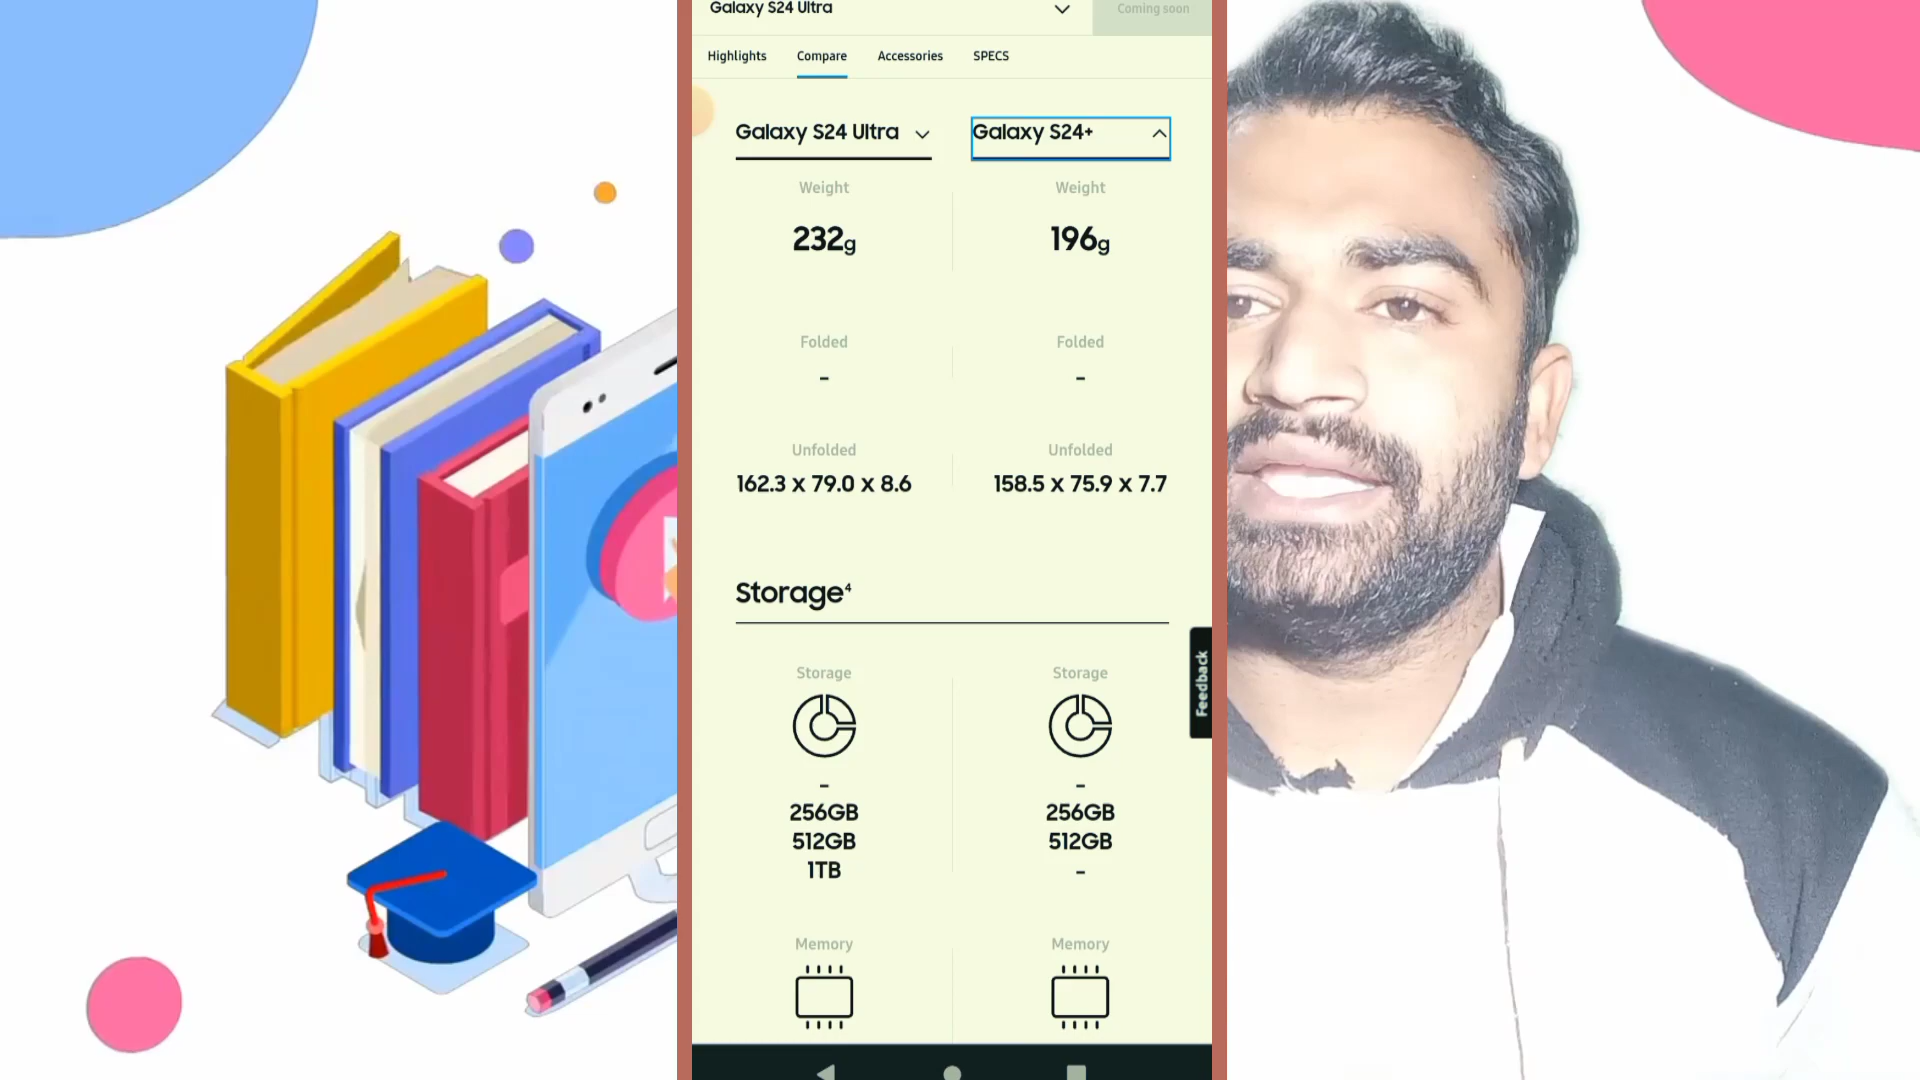 Galaxy S24 Ultra
Coming soon
Highlights Compare Accessories SPECS
Galaxy S24 Ultra Galaxy S24+
Weight Weight
232g 196g
Folded Folded
- -
Unfolded Unfolded
162.3 x 79.0 x 8.6 158.5 x 75.9 x 7.7
Storage⁴
Feedback
Storage Storage
- -
256GB 256GB
512GB 512GB
1TB -
Memory Memory